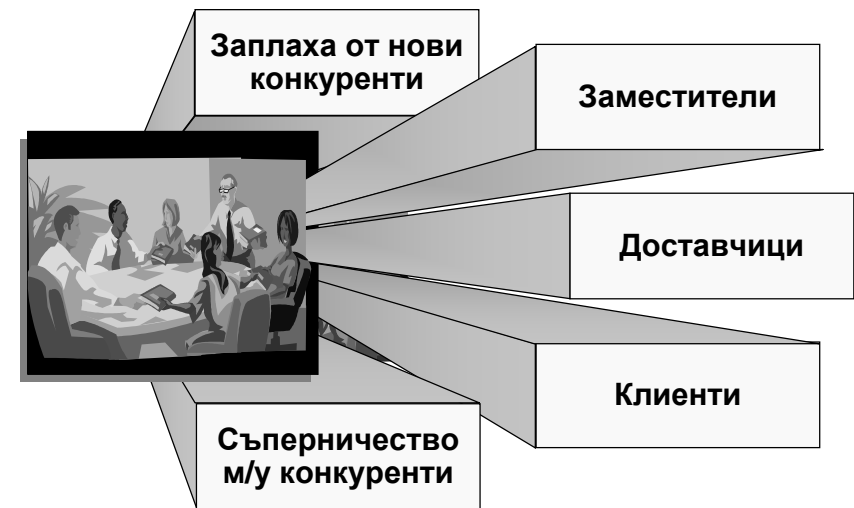 Заплаха от нови
конкуренти
Заместители
Доставчици
Клиенти
Съперничество
м/у конкуренти